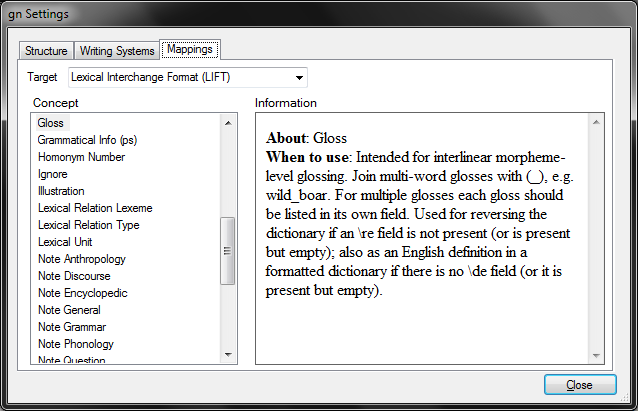 gn Settings
Structure Writing Systems Mappings
Target Lexical Interchange Format (LIFT)
Concept
Gloss
Grammatical Info (ps)
Homonym Number
Ignore
Illustration
Lexical Relation Lexeme
Lexical Relation Type
Lexical Unit
Note Anthropology
Note Discourse
Note Encyclopedic
Note General
Note Grammar
Note Phonology
Note Question
Information
About: Gloss
When to use: Intended for interlinear morpheme-
level glossing. Join multi-word glosses with (_), e.g.
wild_boar. For multiple glosses each gloss should
be listed in its own field. Used for reversing the
dictionary if an \re field is not present (or is present
but empty); also as an English definition in a
formatted dictionary if there is no \de field (or it is
present but empty).
Close